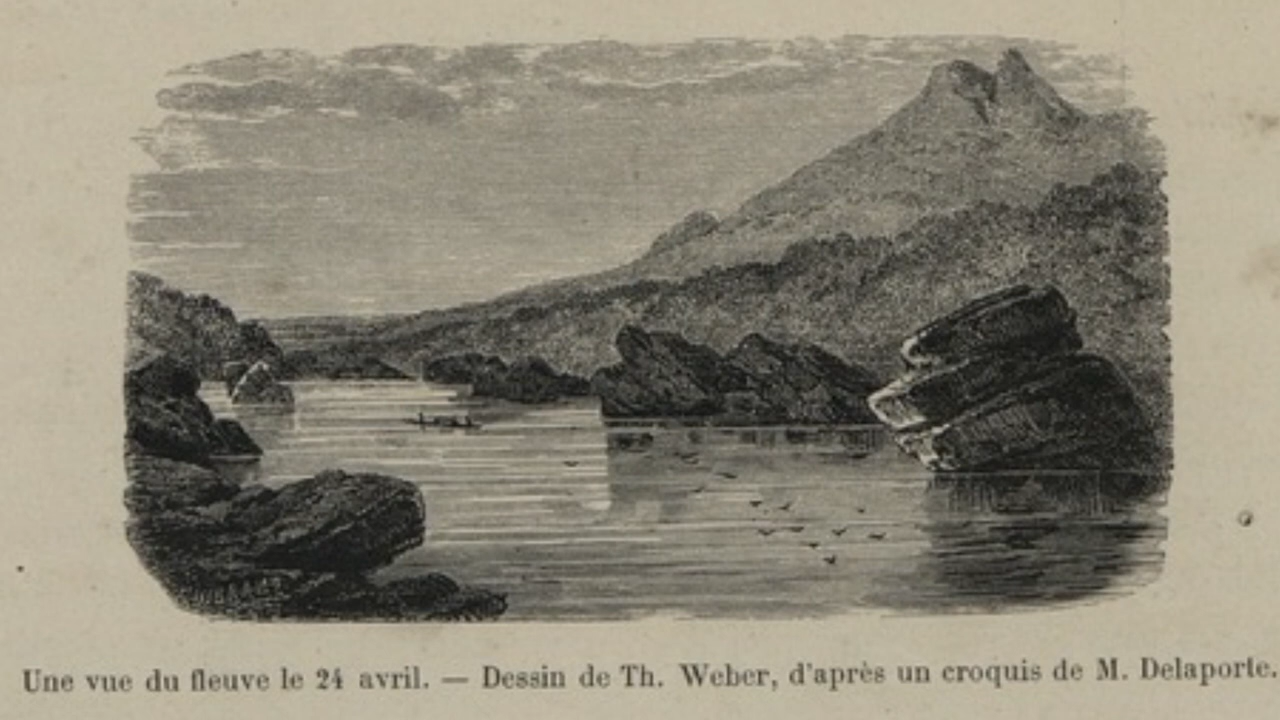 Une vue du fleuve le 24 avril. — Dessin de Th. Weber, d'après un croquis de M. Delaporte.